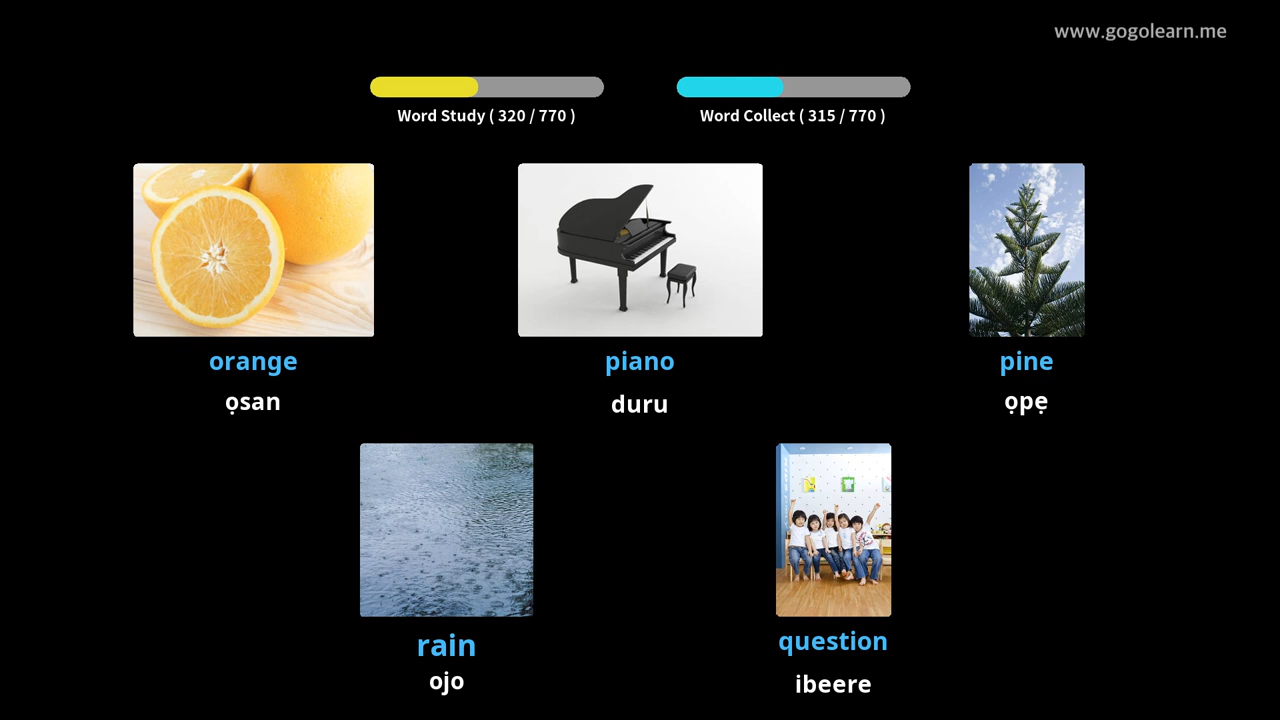 www.gogolearn.me
Word Study ( 320 / 770 )
Word Collect ( 315 / 770 )
orange
piano
pine
ọsan
duru
ọpẹ
rain
question
ojo
ibeere